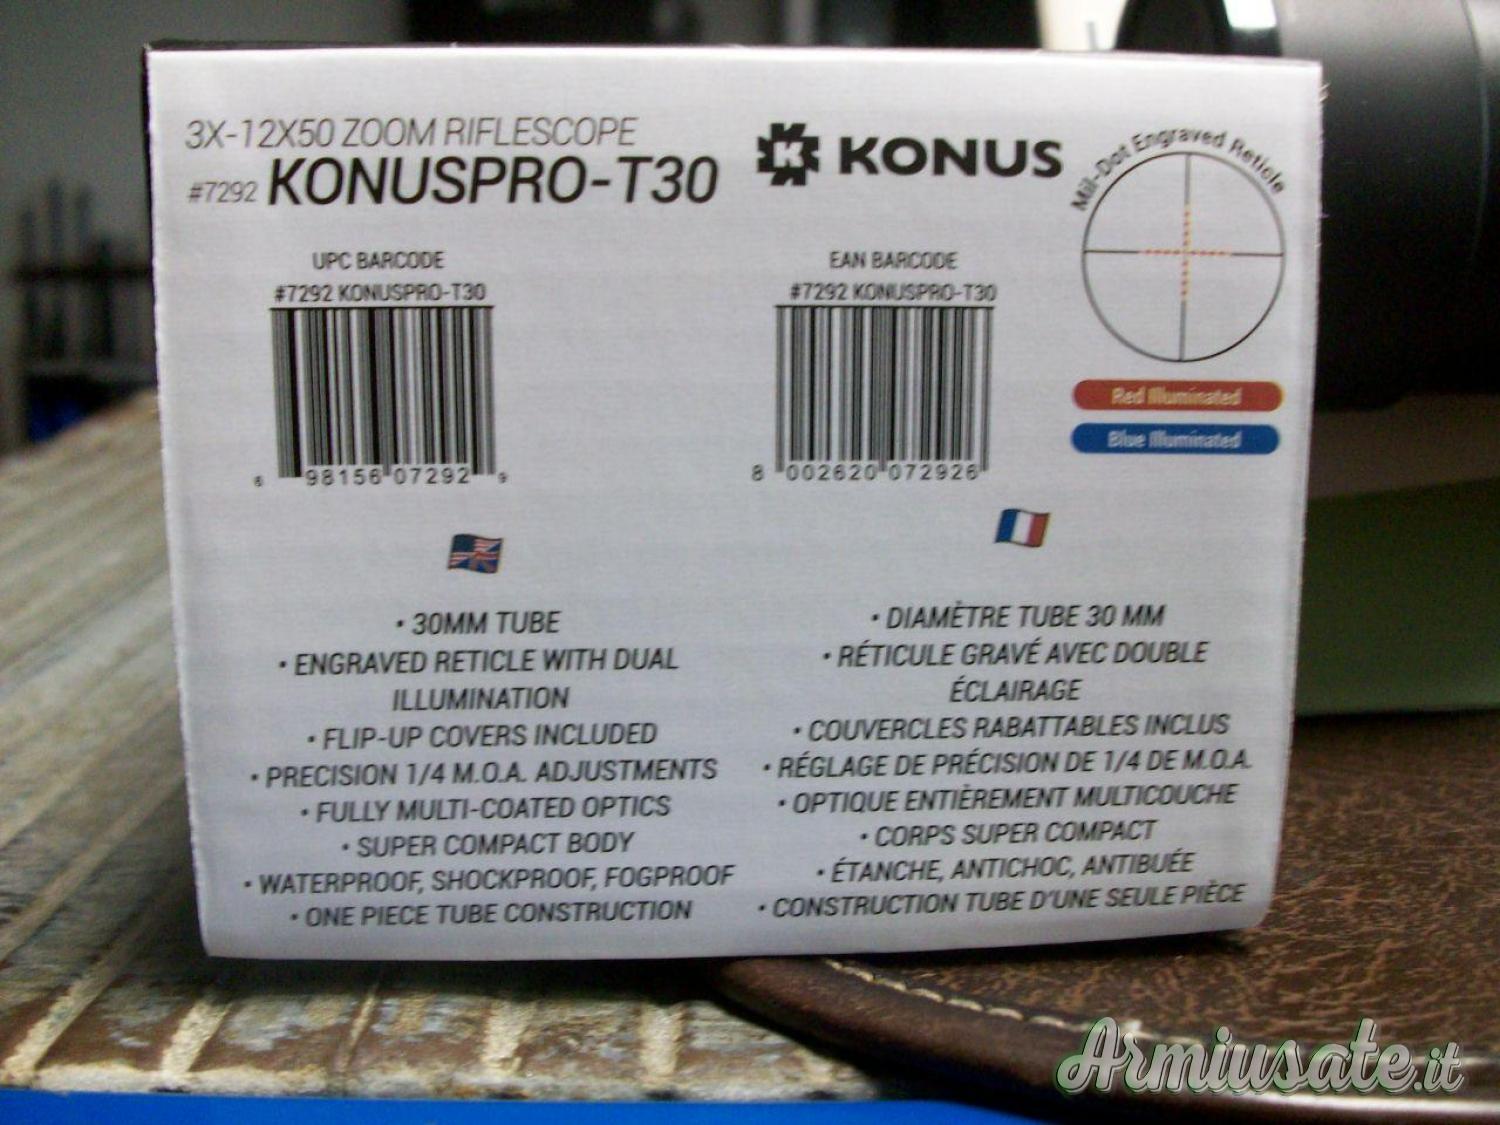 3X-12X50 ZOOM RIFLESCOPE
#7292 KONUSPRO-T30
KONUS
Mil-Dot Engraved Reticle
UPC BARCODE
#7292 KONUSPRO-T30
6 98156 07292 9
EAN BARCODE
#7292 KONUSPRO-T30
8 002620 072926
Red Illuminated
Blue Illuminated
• 30MM TUBE
• ENGRAVED RETICLE WITH DUAL
ILLUMINATION
• FLIP-UP COVERS INCLUDED
• PRECISION 1/4 M.O.A. ADJUSTMENTS
• FULLY MULTI-COATED OPTICS
• SUPER COMPACT BODY
• WATERPROOF, SHOCKPROOF, FOGPROOF
• ONE PIECE TUBE CONSTRUCTION
• DIAMÈTRE TUBE 30 MM
• RÉTICULE GRAVÉ AVEC DOUBLE
ÉCLAIRAGE
• COUVERCLES RABATTABLES INCLUS
• RÉGLAGE DE PRÉCISION DE 1/4 DE M.O.A.
• OPTIQUE ENTIÈREMENT MULTICOUCHE
• CORPS SUPER COMPACT
• ÉTANCHE, ANTICHOC, ANTIBUÉE
• CONSTRUCTION TUBE D'UNE SEULE PIÈCE
Armiusate.it